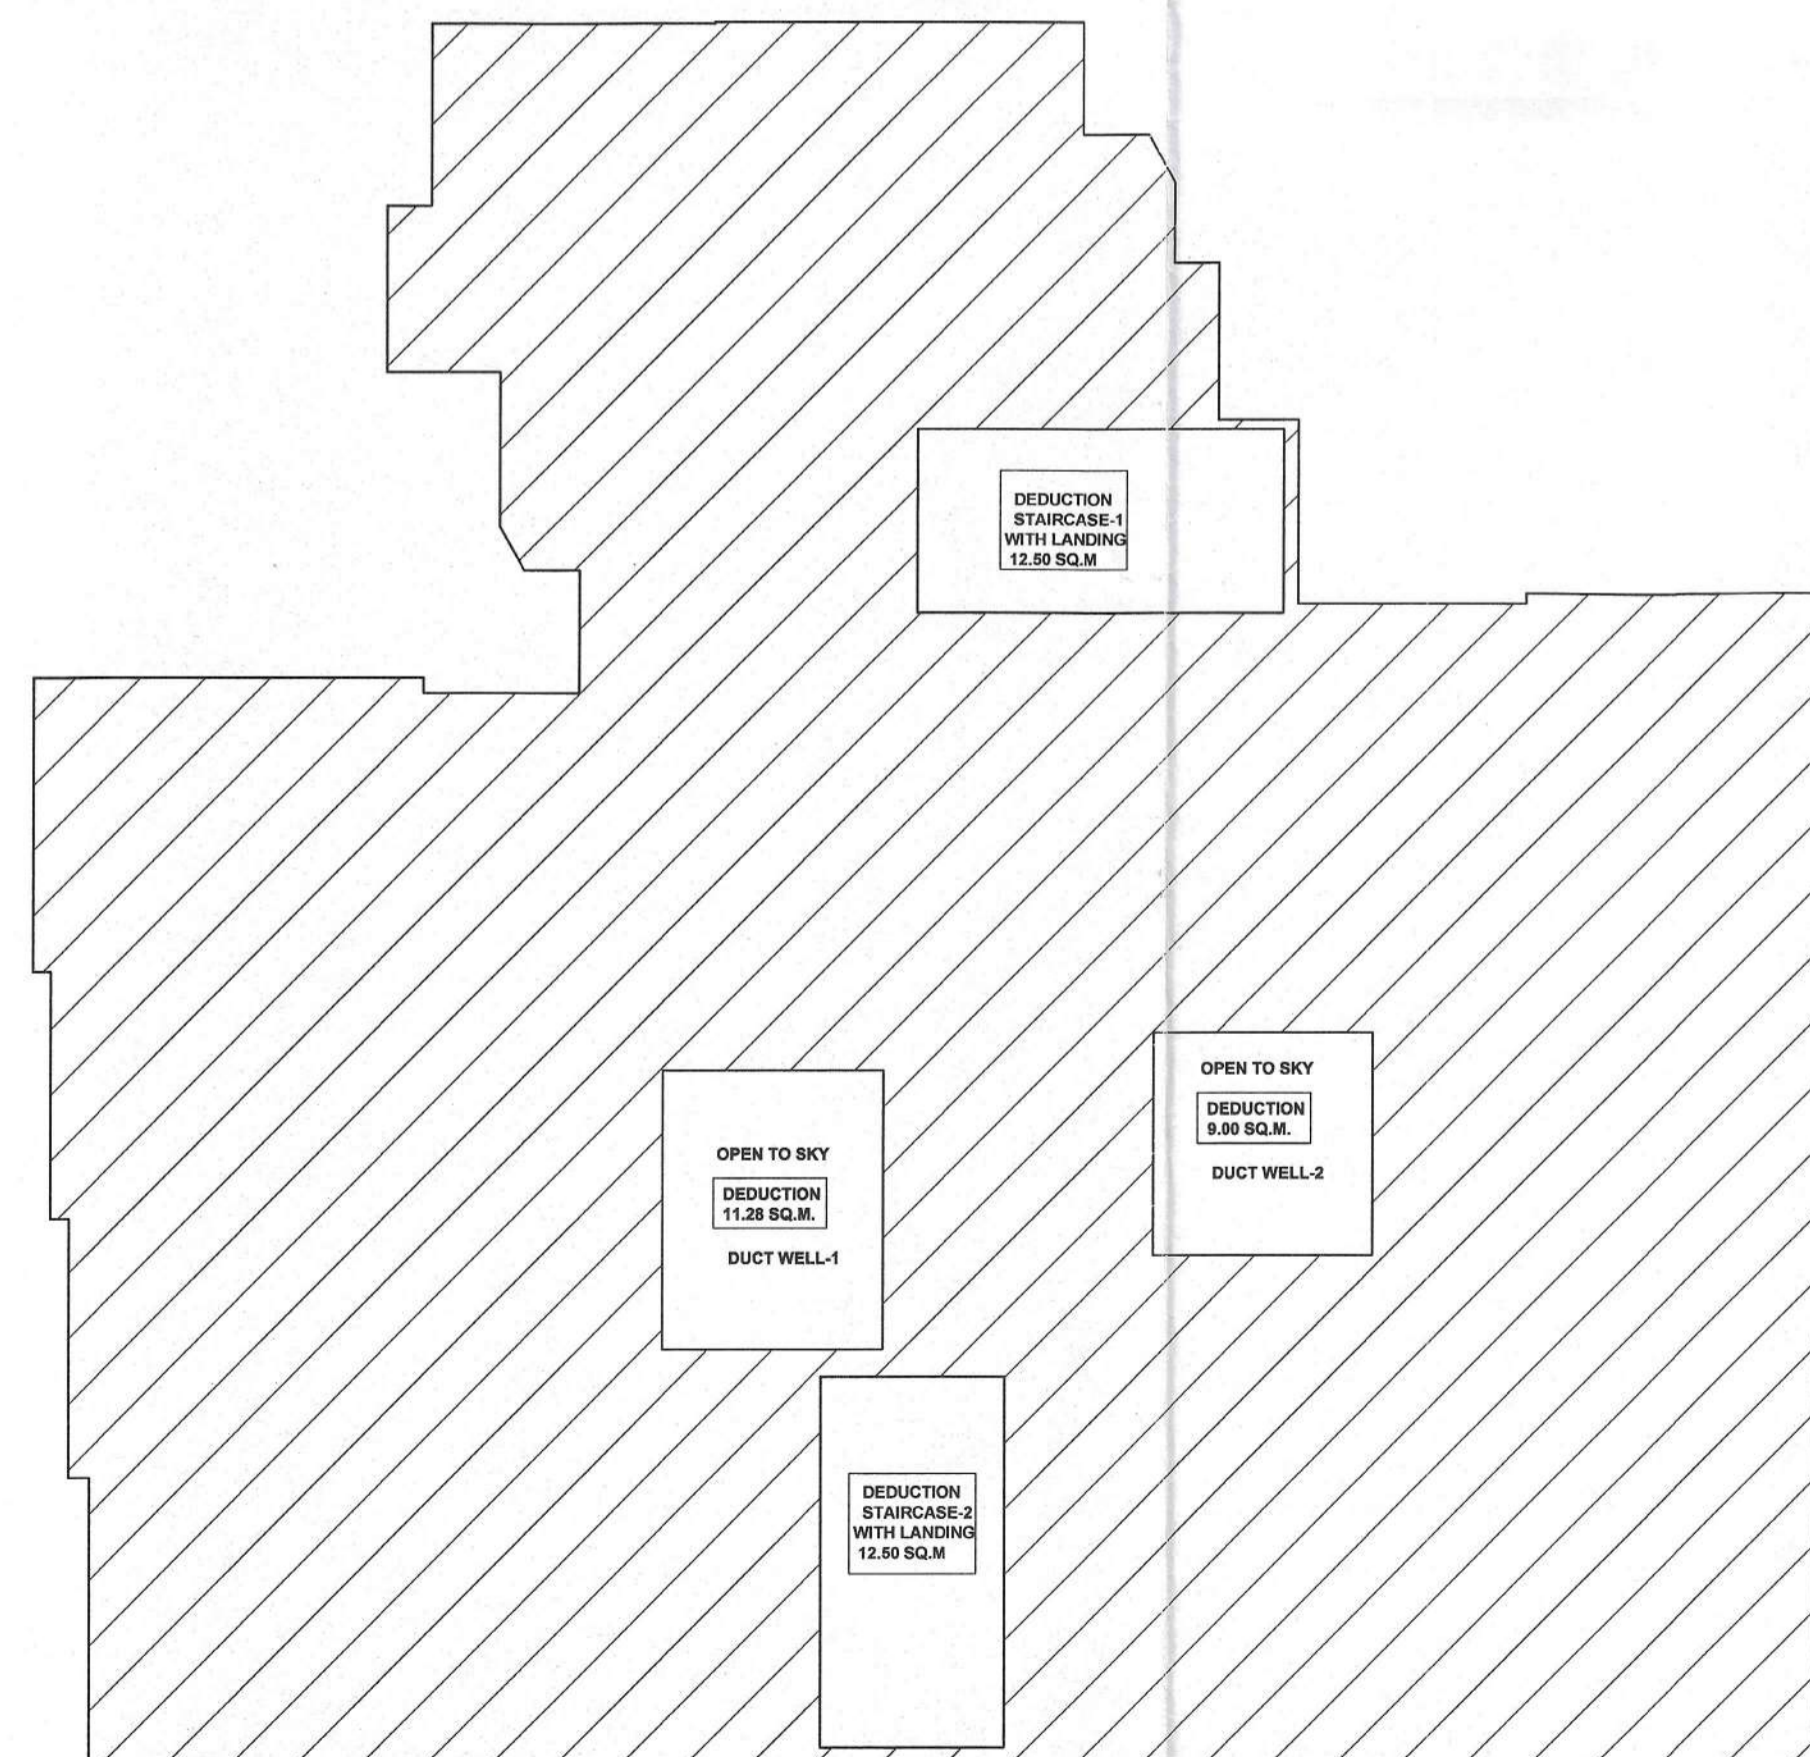 DEDUCTION
STAIRCASE-1
WITH LANDING
12.50 SQ.M
OPEN TO SKY
DEDUCTION
9.00 SQ.M.
DUCT WELL-2
OPEN TO SKY
DEDUCTION
11.28 SQ.M.
DUCT WELL-1
DEDUCTION
STAIRCASE-2
WITH LANDING
12.50 SQ.M